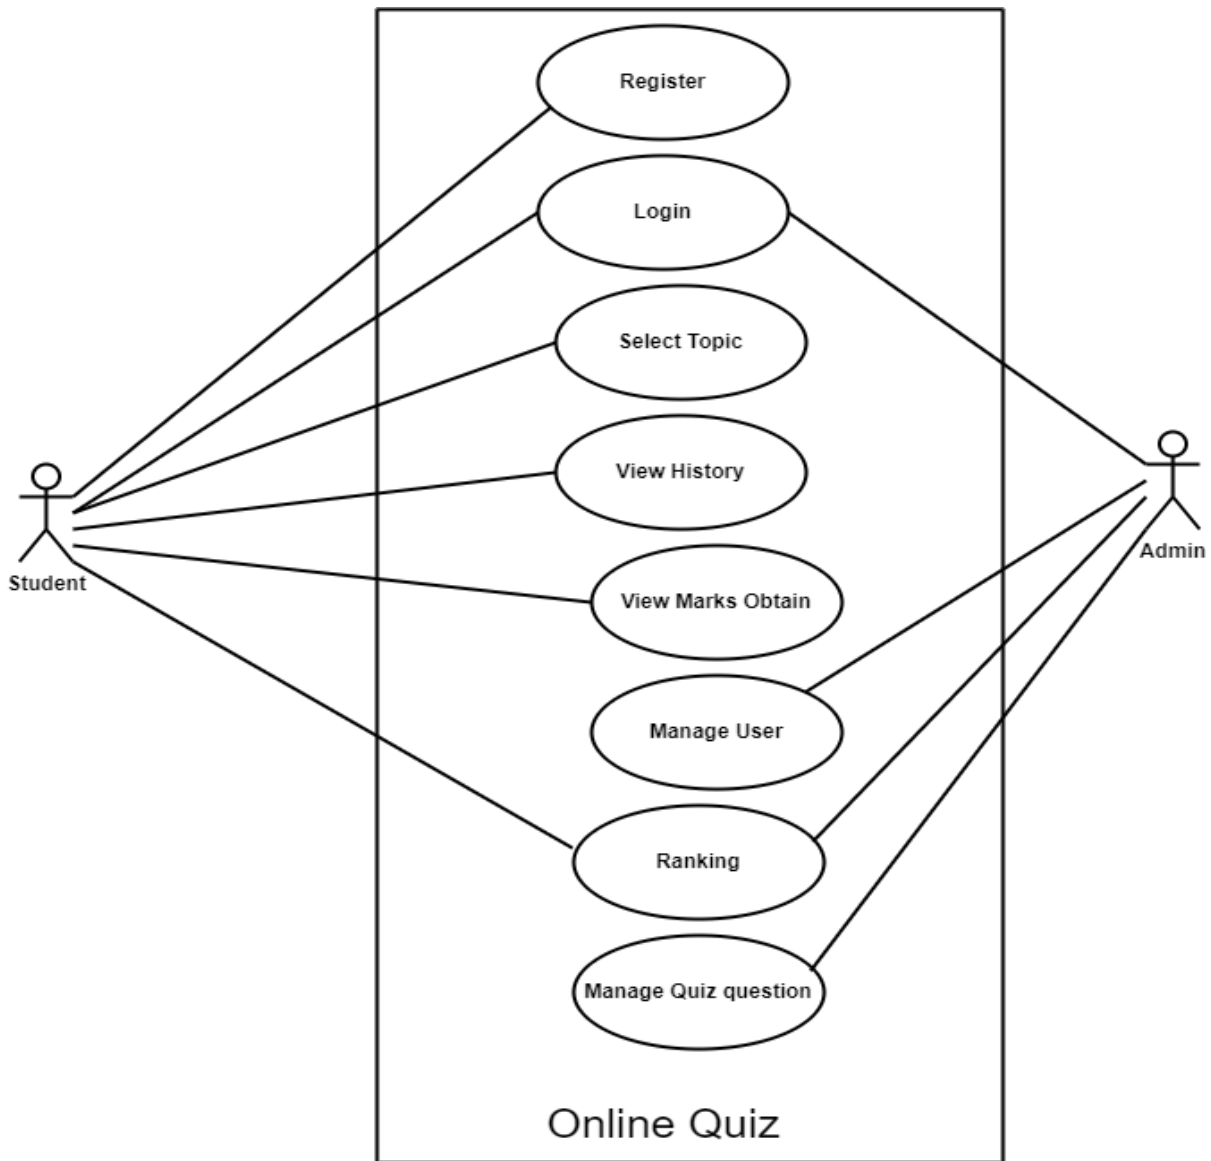 Register
Login
Select Topic
View History
Student
Admin
View Marks Obtain
Manage User
Ranking
Manage Quiz question
Online Quiz